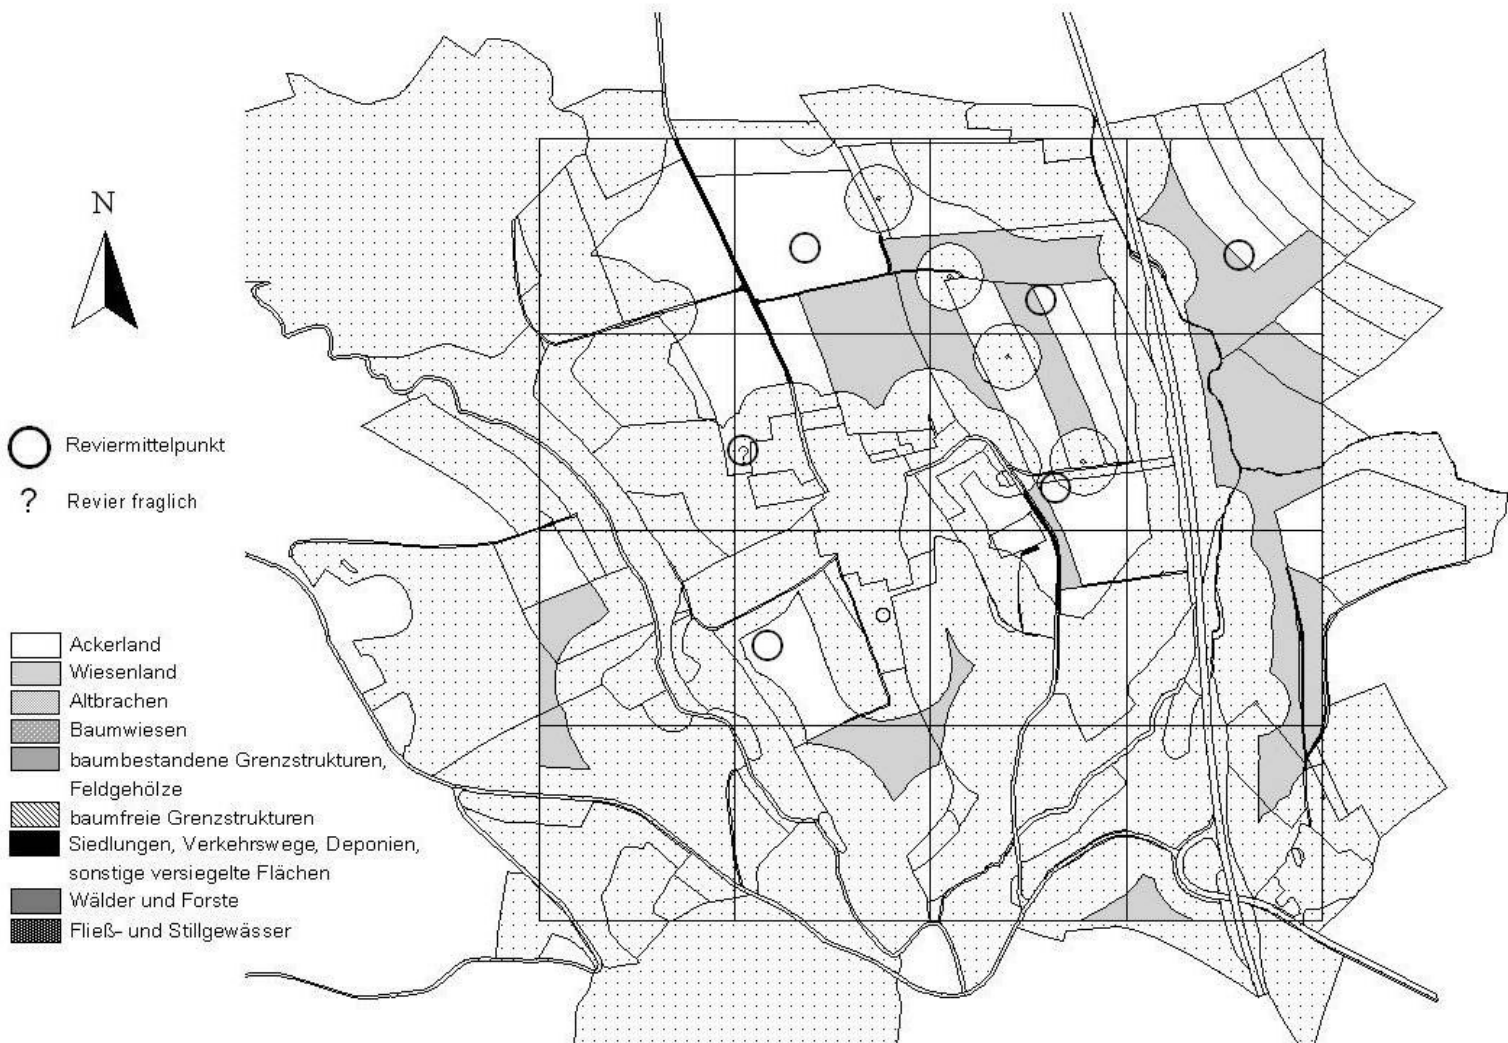 N
Reviermittelpunkt
? Revier fraglich
?
Ackerland
Wiesenland
Altbrachen
Baumwiesen
baumbestandene Grenzstrukturen,
Feldgehölze
baumfreie Grenzstrukturen
Siedlungen, Verkehrswege, Deponien,
sonstige versiegelte Flächen
Wälder und Forste
Fließ- und Stillgewässer